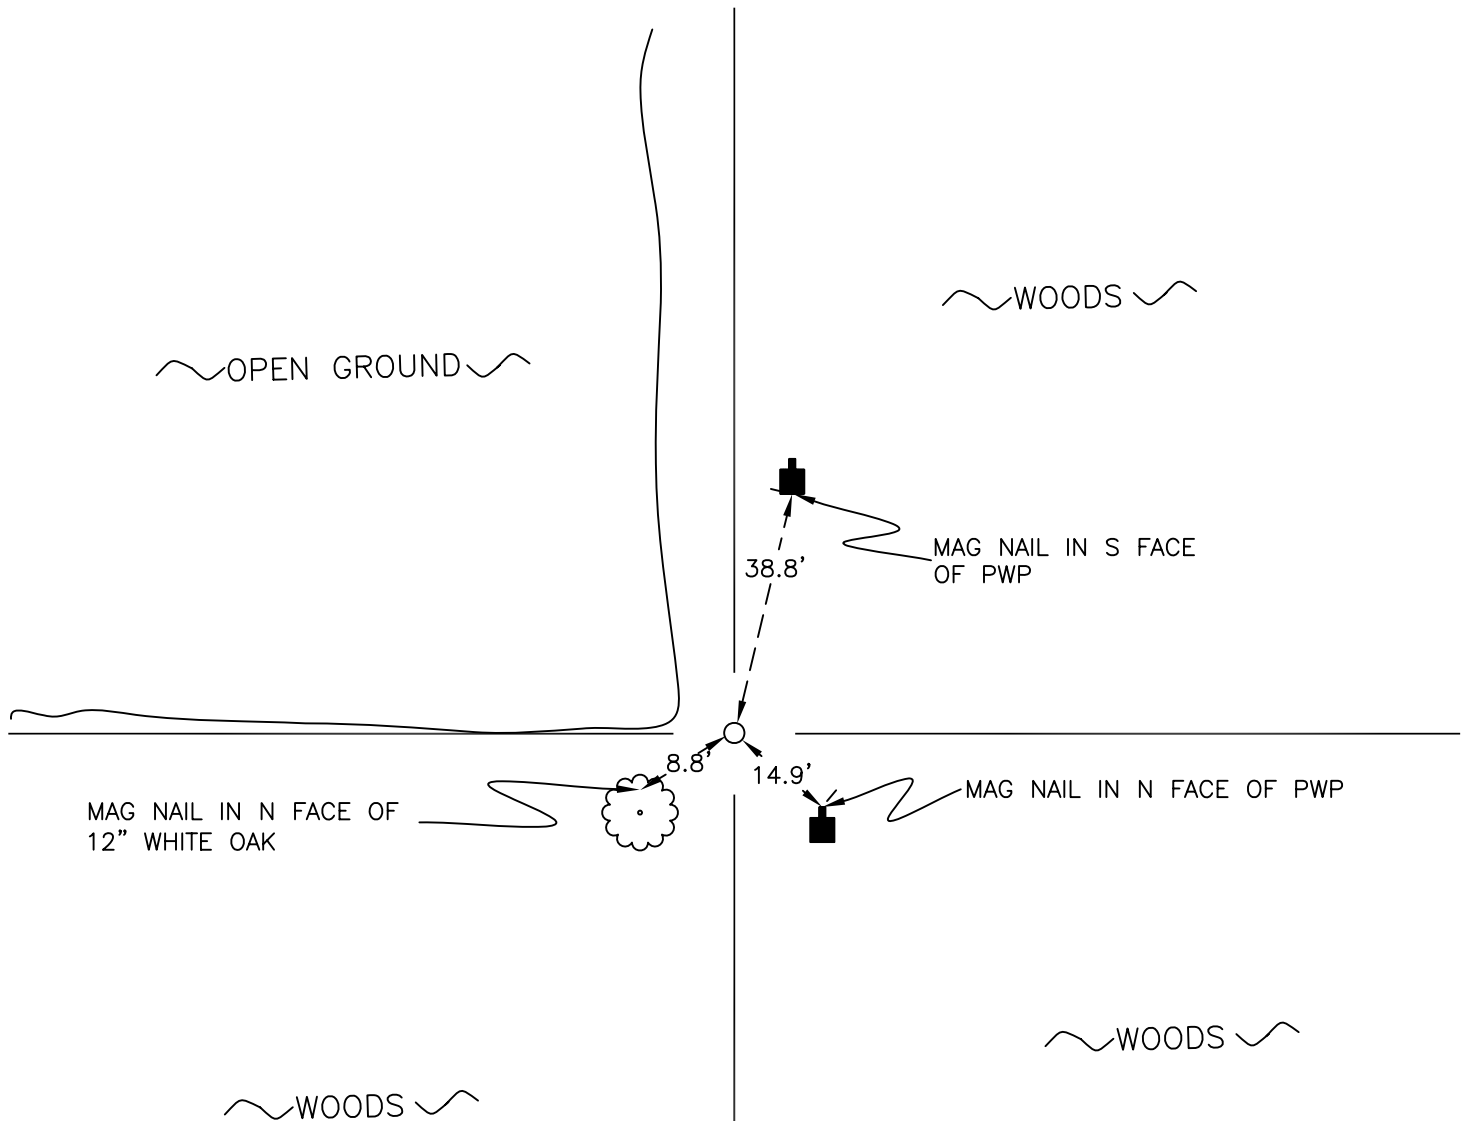 WOODS
OPEN GROUND
MAG NAIL IN S FACE
OF PWP
38.8'
8.8'
14.9'
MAG NAIL IN N FACE OF PWP
MAG NAIL IN N FACE OF
12" WHITE OAK
WOODS
WOODS